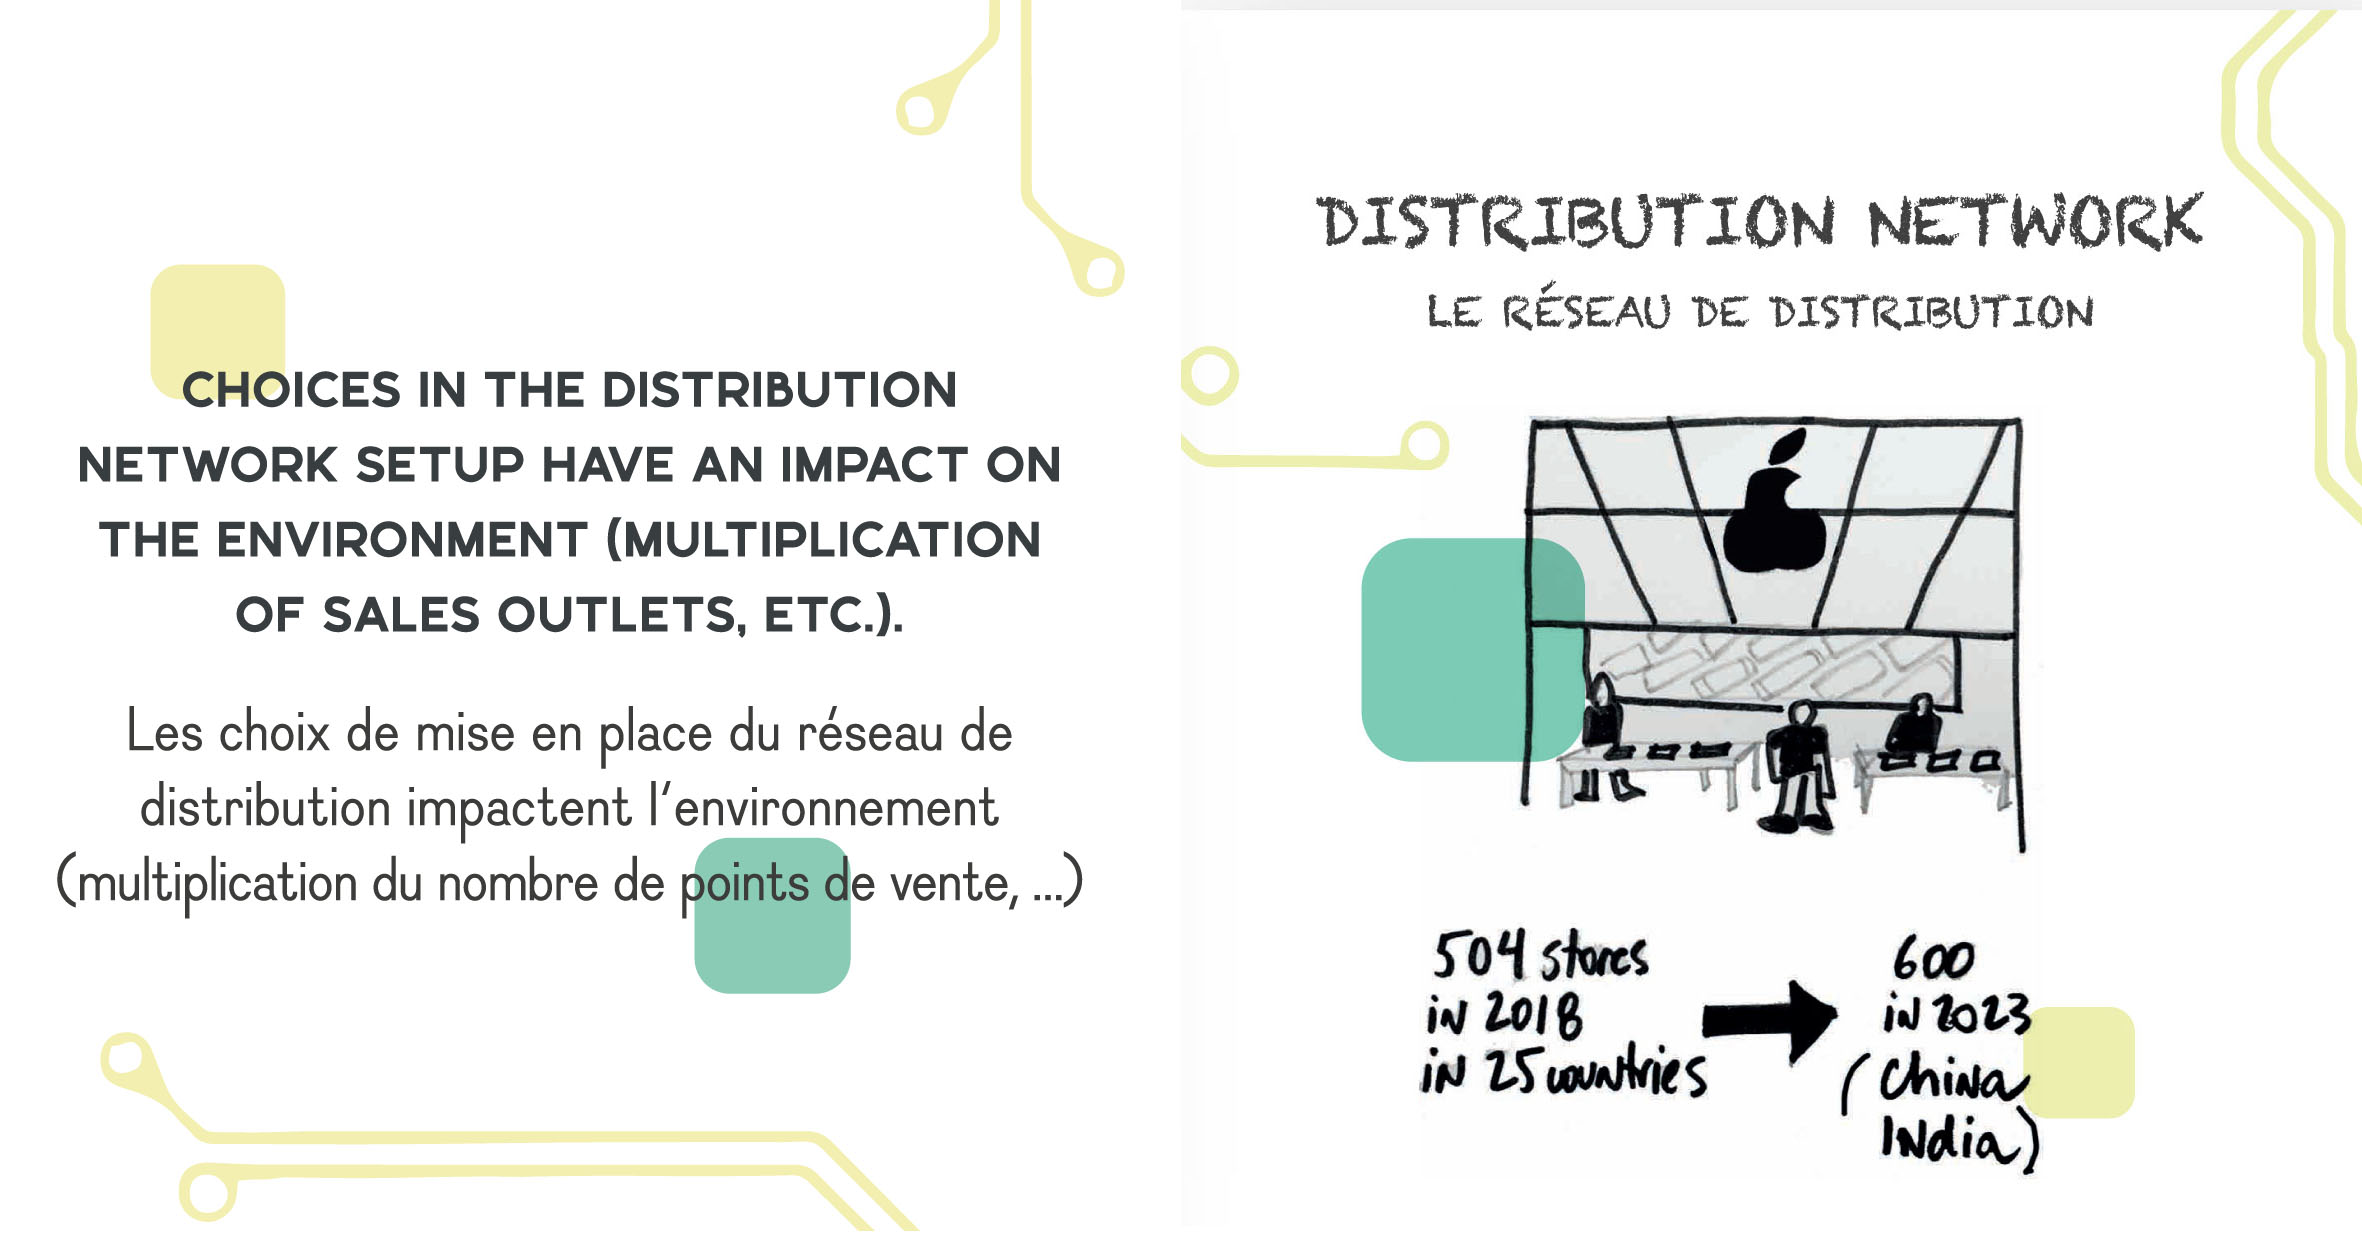 CHOICES IN THE DISTRIBUTION
NETWORK SETUP HAVE AN IMPACT ON
THE ENVIRONMENT (MULTIPLICATION
OF SALES OUTLETS, ETC.).
Les choix de mise en place du réseau de
distribution impactent l'environnement
(multiplication du nombre de points de vente, ...)
DISTRIBUTION NETWORK
LE RÉSEAU DE DISTRIBUTION
504 stores
in 2018
in 25 countries
600
in 2023
(China
India)